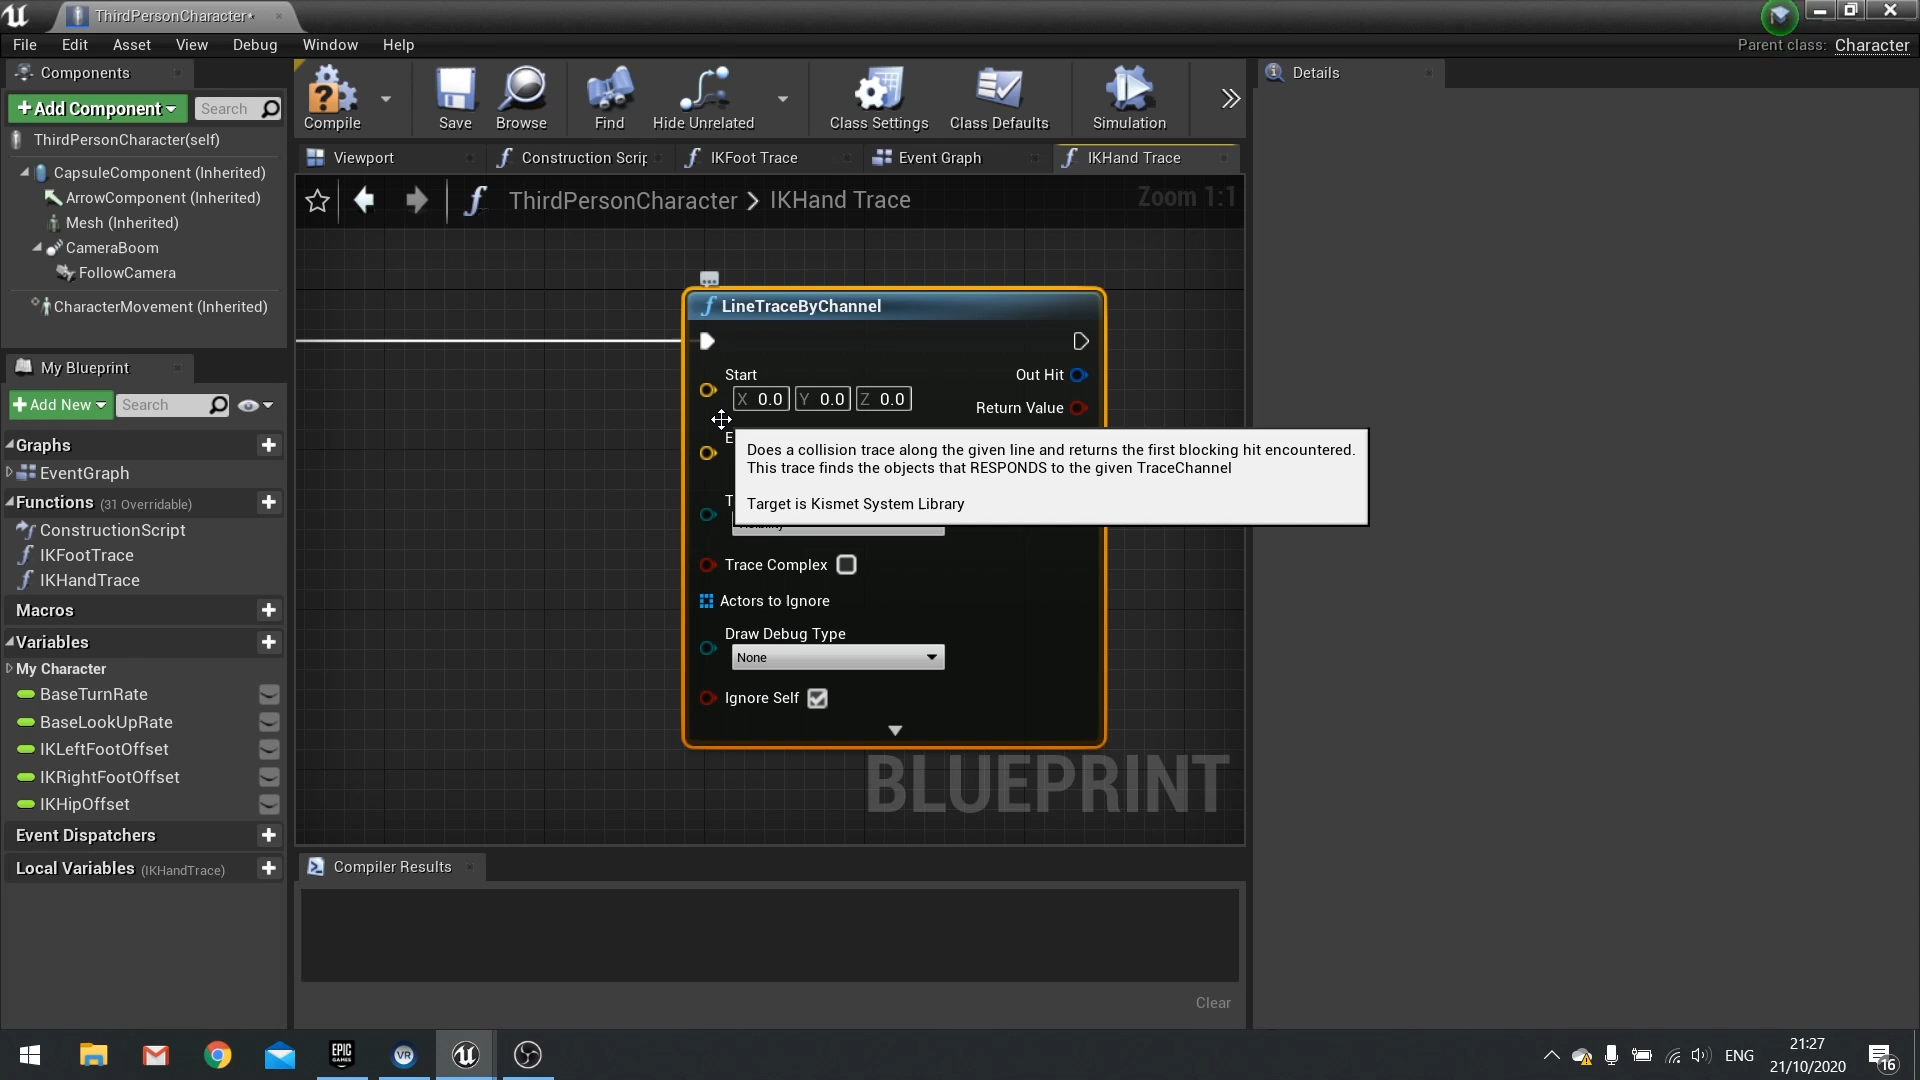 ThirdPersonCharacter*
File Edit Asset View Debug Window Help
Parent class: Character
Components
+Add Component
Search
ThirdPersonCharacter(self)
CapsuleComponent (Inherited)
ArrowComponent (Inherited)
Mesh (Inherited)
CameraBoom
FollowCamera
CharacterMovement (Inherited)
My Blueprint
+Add New
Search
Graphs
EventGraph
Functions (31 Overridable)
ConstructionScript
IKFootTrace
IKHandTrace
Macros
Variables
My Character
BaseTurnRate
BaseLookUpRate
IKLeftFootOffset
IKRightFootOffset
IKHipOffset
Event Dispatchers
Local Variables (IKHandTrace)
Compile Save Browse Find Hide Unrelated Class Settings Class Defaults Simulation
Viewport Construction Scrip IKFoot Trace Event Graph IKHand Trace
ThirdPersonCharacter > IKHand Trace
Zoom 1:1
LineTraceByChannel
Start
X 0.0 Y 0.0 Z 0.0
Out Hit
Return Value
E
Does a collision trace along the given line and returns the first blocking hit encountered.
This trace finds the objects that RESPONDS to the given TraceChannel
Target is Kismet System Library
T
Trace Complex
Actors to Ignore
Draw Debug Type
None
Ignore Self
BLUEPRINT
Compiler Results
Clear
Details
EPIC
GAMES
VR
ENG
21:27
21/10/2020
16